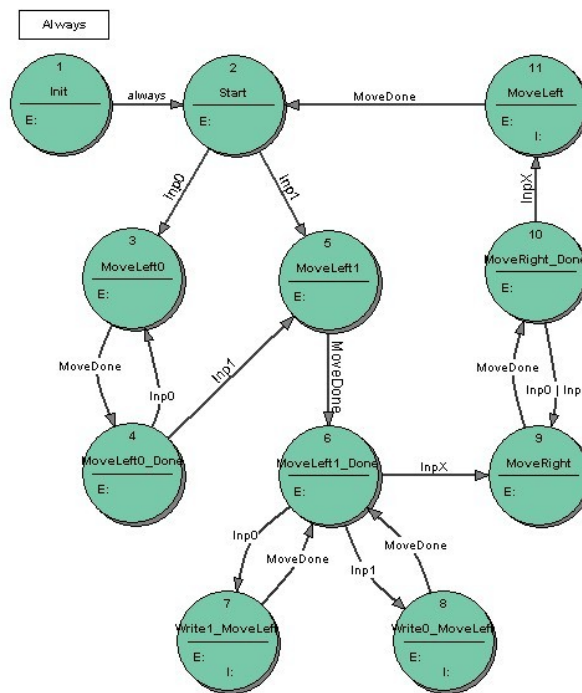 Always
1
Init
E:
always
2
Start
E:
MoveDone
11
MoveLeft
E:
I:
Inp0
Inp1
InpX
3
MoveLeft0
E:
5
MoveLeft1
E:
10
MoveRight_Done
E:
MoveDone
Inp0
Inp1
MoveDone
MoveDone
Inp0 | Inp
4
MoveLeft0_Done
E:
6
MoveLeft1_Done
E:
InpX
9
MoveRight
E:
Inp0
MoveDone
Inp1
MoveDone
7
Write1_MoveLeft
E:
I:
8
Write0_MoveLeft
E:
I: